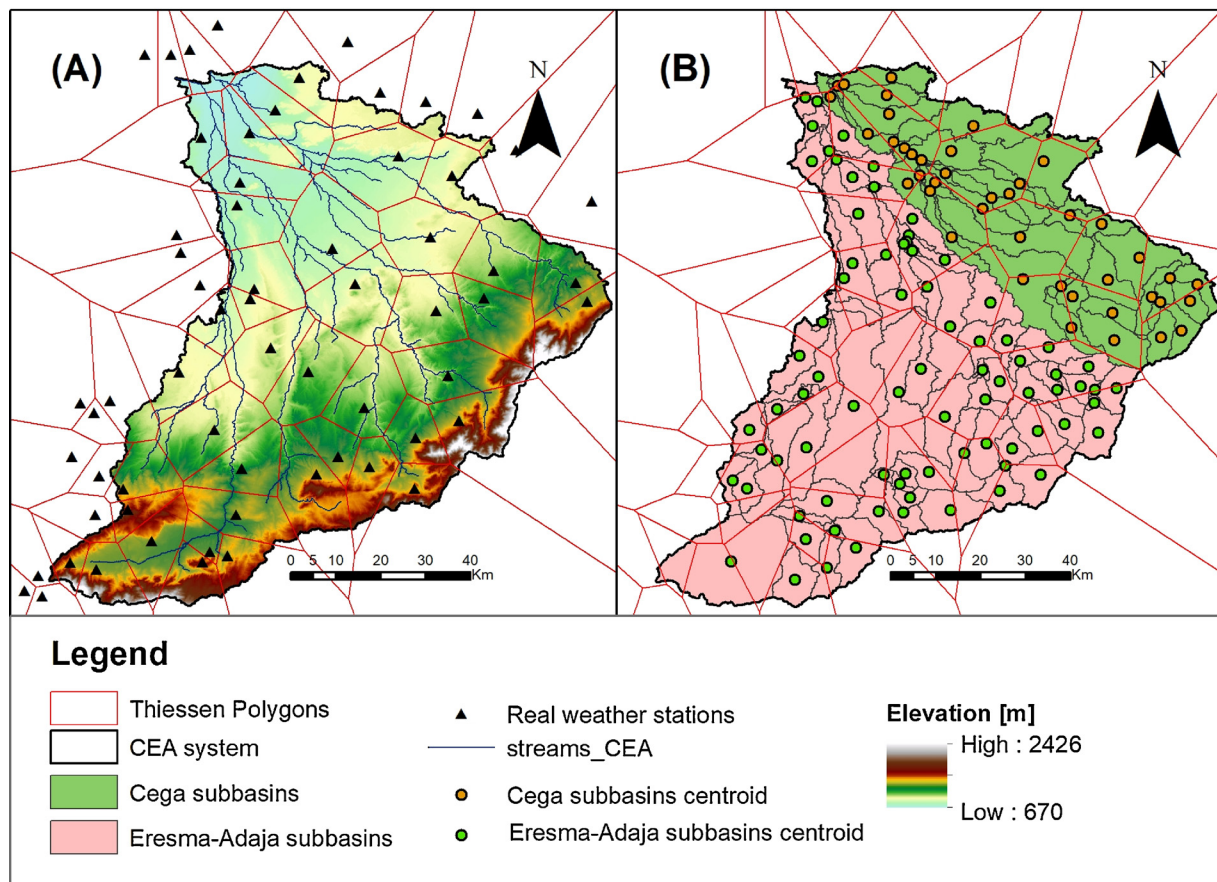 (A)
N
0 5 10 20 30 40
Km
(B)
N
0 5 10 20 30 40
Km
Legend
Thiessen Polygons
CEA system
Cega subbasins
Eresma-Adaja subbasins
Real weather stations
streams_CEA
Cega subbasins centroid
Eresma-Adaja subbasins centroid
Elevation [m]
High : 2426
Low : 670